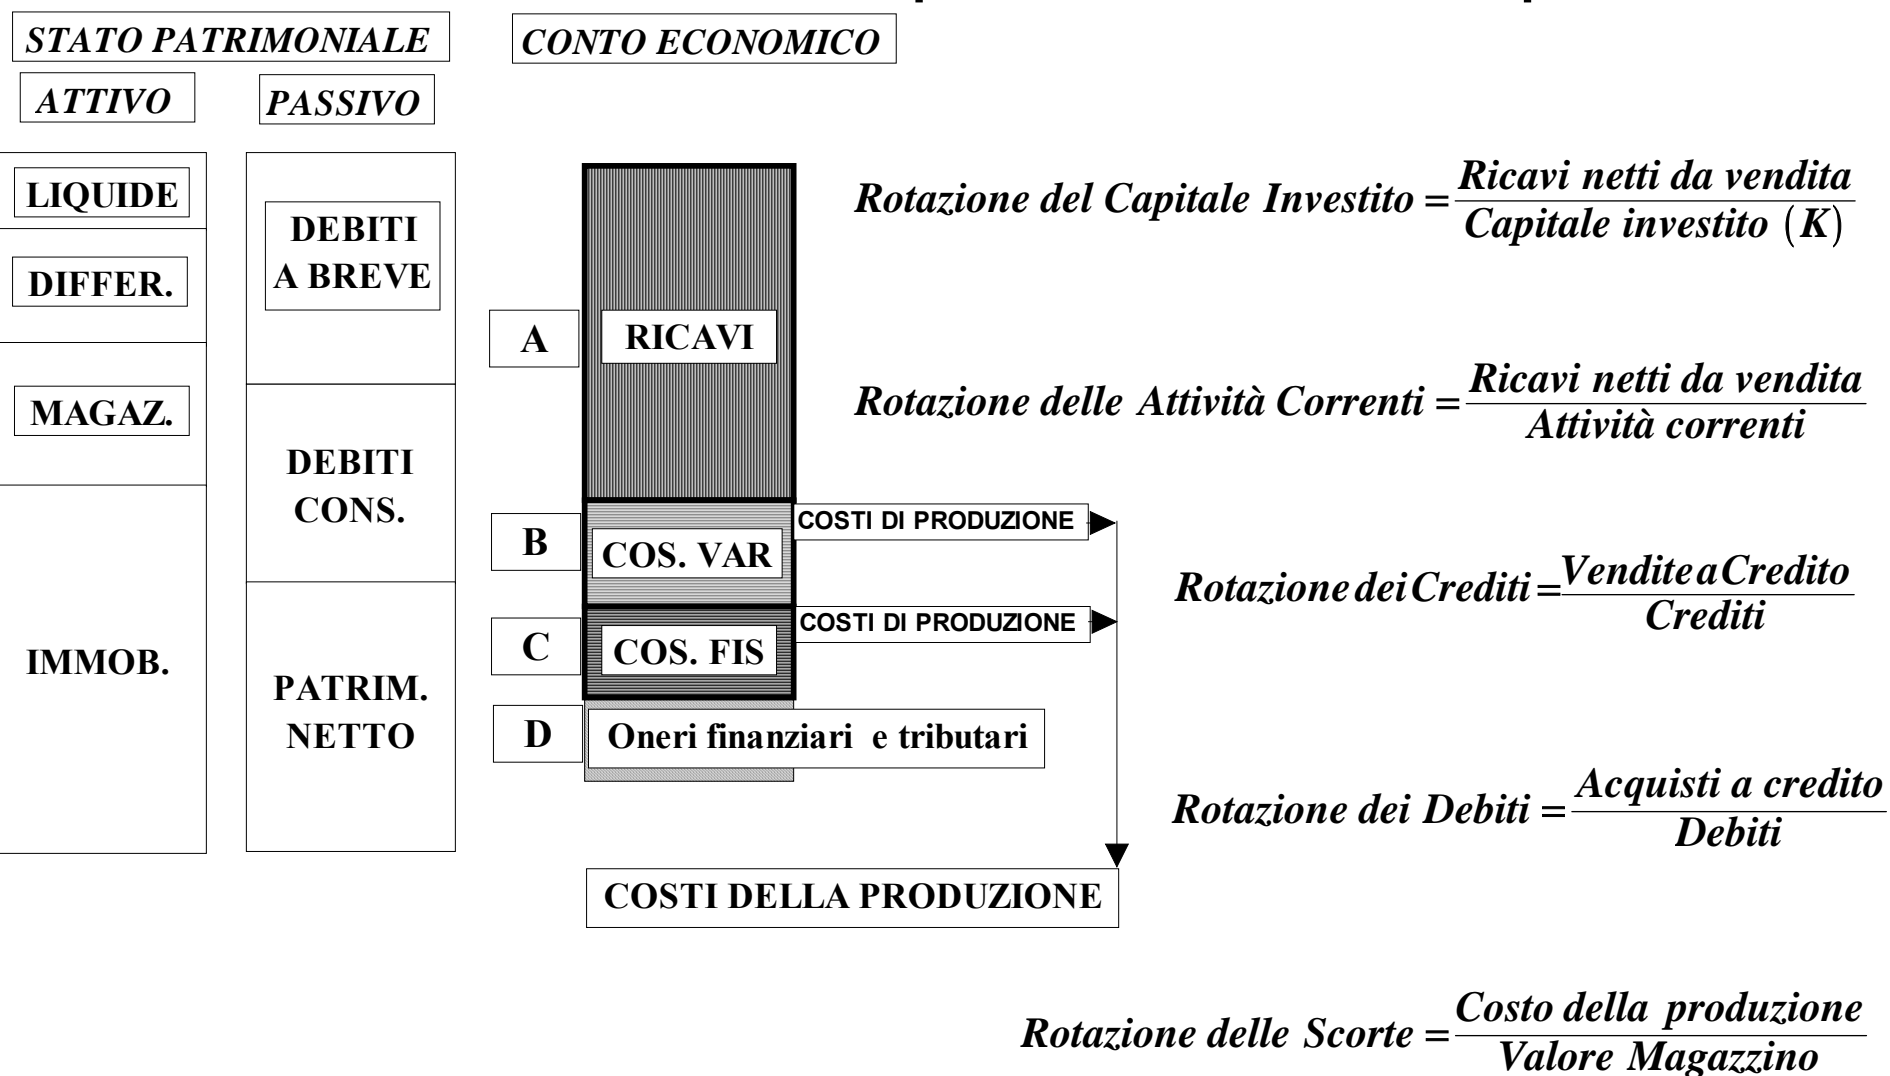 STATO PATRIMONIALE
CONTO ECONOMICO
ATTIVO
PASSIVO
LIQUIDE
DIFFER.
MAGAZ.
IMMOB.
DEBITI
A BREVE
DEBITI
CONS.
PATRIM.
NETTO
A
RICAVI
B
COS. VAR
COSTI DI PRODUZIONE
C
COS. FIS
COSTI DI PRODUZIONE
D
Oneri finanziari e tributari
COSTI DELLA PRODUZIONE
Rotazione del Capitale Investito = Ricavi netti da vendita
Capitale investito (K)
Rotazione delle Attività Correnti = Ricavi netti da vendita
Attività correnti
Rotazione dei Crediti = Vendite a Credito
Crediti
Rotazione dei Debiti = Acquisti a credito
Debiti
Rotazione delle Scorte = Costo della produzione
Valore Magazzino